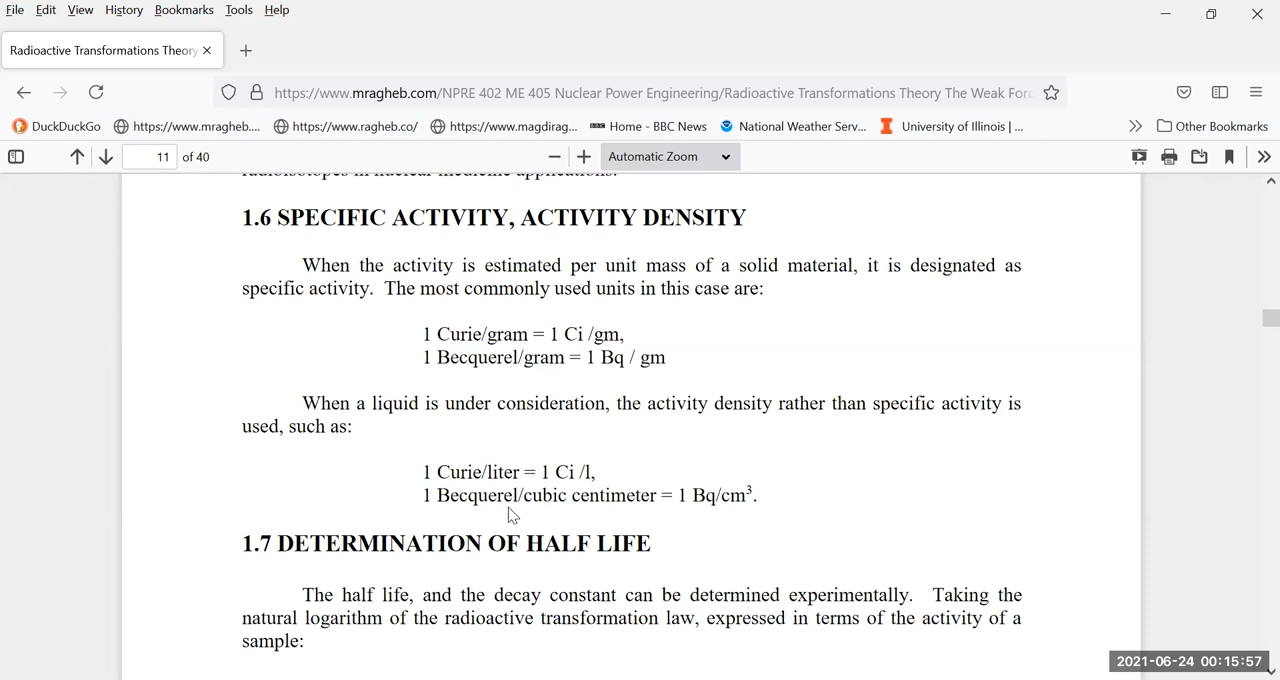 File Edit View History Bookmarks Tools Help
Radioactive Transformations Theory
https://www.mragheb.com/NPRE 402 ME 405 Nuclear Power Engineering/Radioactive Transformations Theory The Weak For
DuckDuckGo https://www.mragheb.... https://www.ragheb.co/ https://www.magdirag... BBC Home - BBC News National Weather Serv... I University of Illinois |... Other Bookmarks
11 of 40 Automatic Zoom
radioisotopes in nuclear medicine applications.
1.6 SPECIFIC ACTIVITY, ACTIVITY DENSITY
When the activity is estimated per unit mass of a solid material, it is designated as
specific activity. The most commonly used units in this case are:
1 Curie/gram = 1 Ci /gm,
1 Becquerel/gram = 1 Bq / gm
When a liquid is under consideration, the activity density rather than specific activity is
used, such as:
1 Curie/liter = 1 Ci /l,
1 Becquerel/cubic centimeter = 1 Bq/cm³.
1.7 DETERMINATION OF HALF LIFE
The half life, and the decay constant can be determined experimentally. Taking the
natural logarithm of the radioactive transformation law, expressed in terms of the activity of a
sample:
2021-06-24 00:15:57